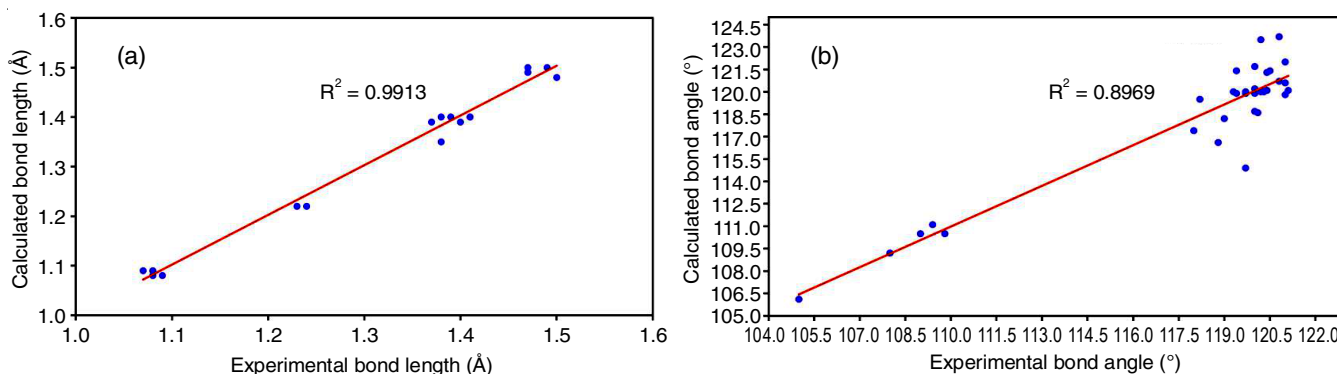 (a)
R² = 0.9913
Calculated bond length (Å)
1.6
1.5
1.4
1.3
1.2
1.1
1.0
1.0 1.1 1.2 1.3 1.4 1.5 1.6
Experimental bond length (Å)
(b)
R² = 0.8969
Calculated bond angle (°)
124.5
123.0
121.5
120.0
118.5
117.0
115.5
114.0
112.5
111.0
109.5
108.0
106.5
105.0
104.0 105.5 107.0 108.5 110.0 111.5 113.0 114.5 116.0 117.5 119.0 120.5 122.0
Experimental bond angle (°)